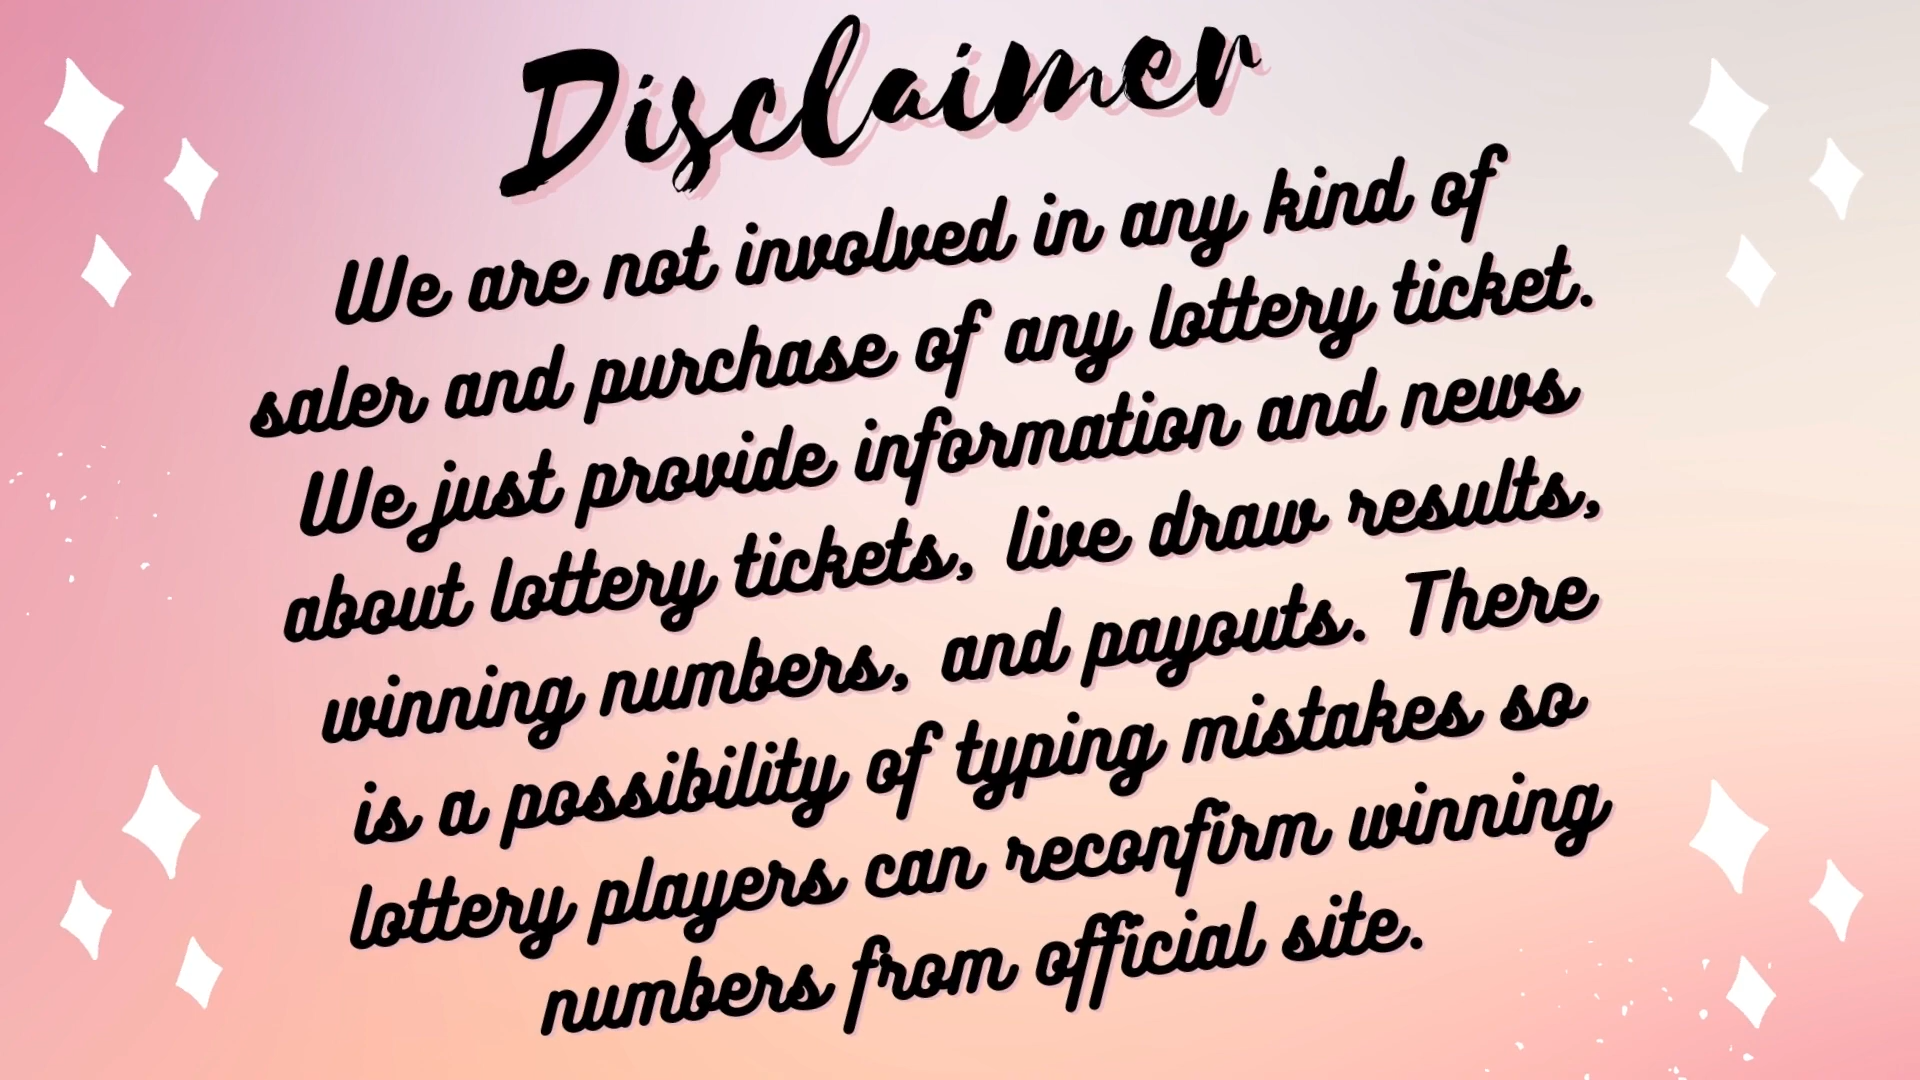 Disclaimer
We are not involved in any kind of
saler and purchase of any lottery ticket.
We just provide information and news
about lottery tickets, live draw results,
winning numbers, and payouts. There
is a possibility of typing mistakes so
lottery players can reconfirm winning
numbers from official site.